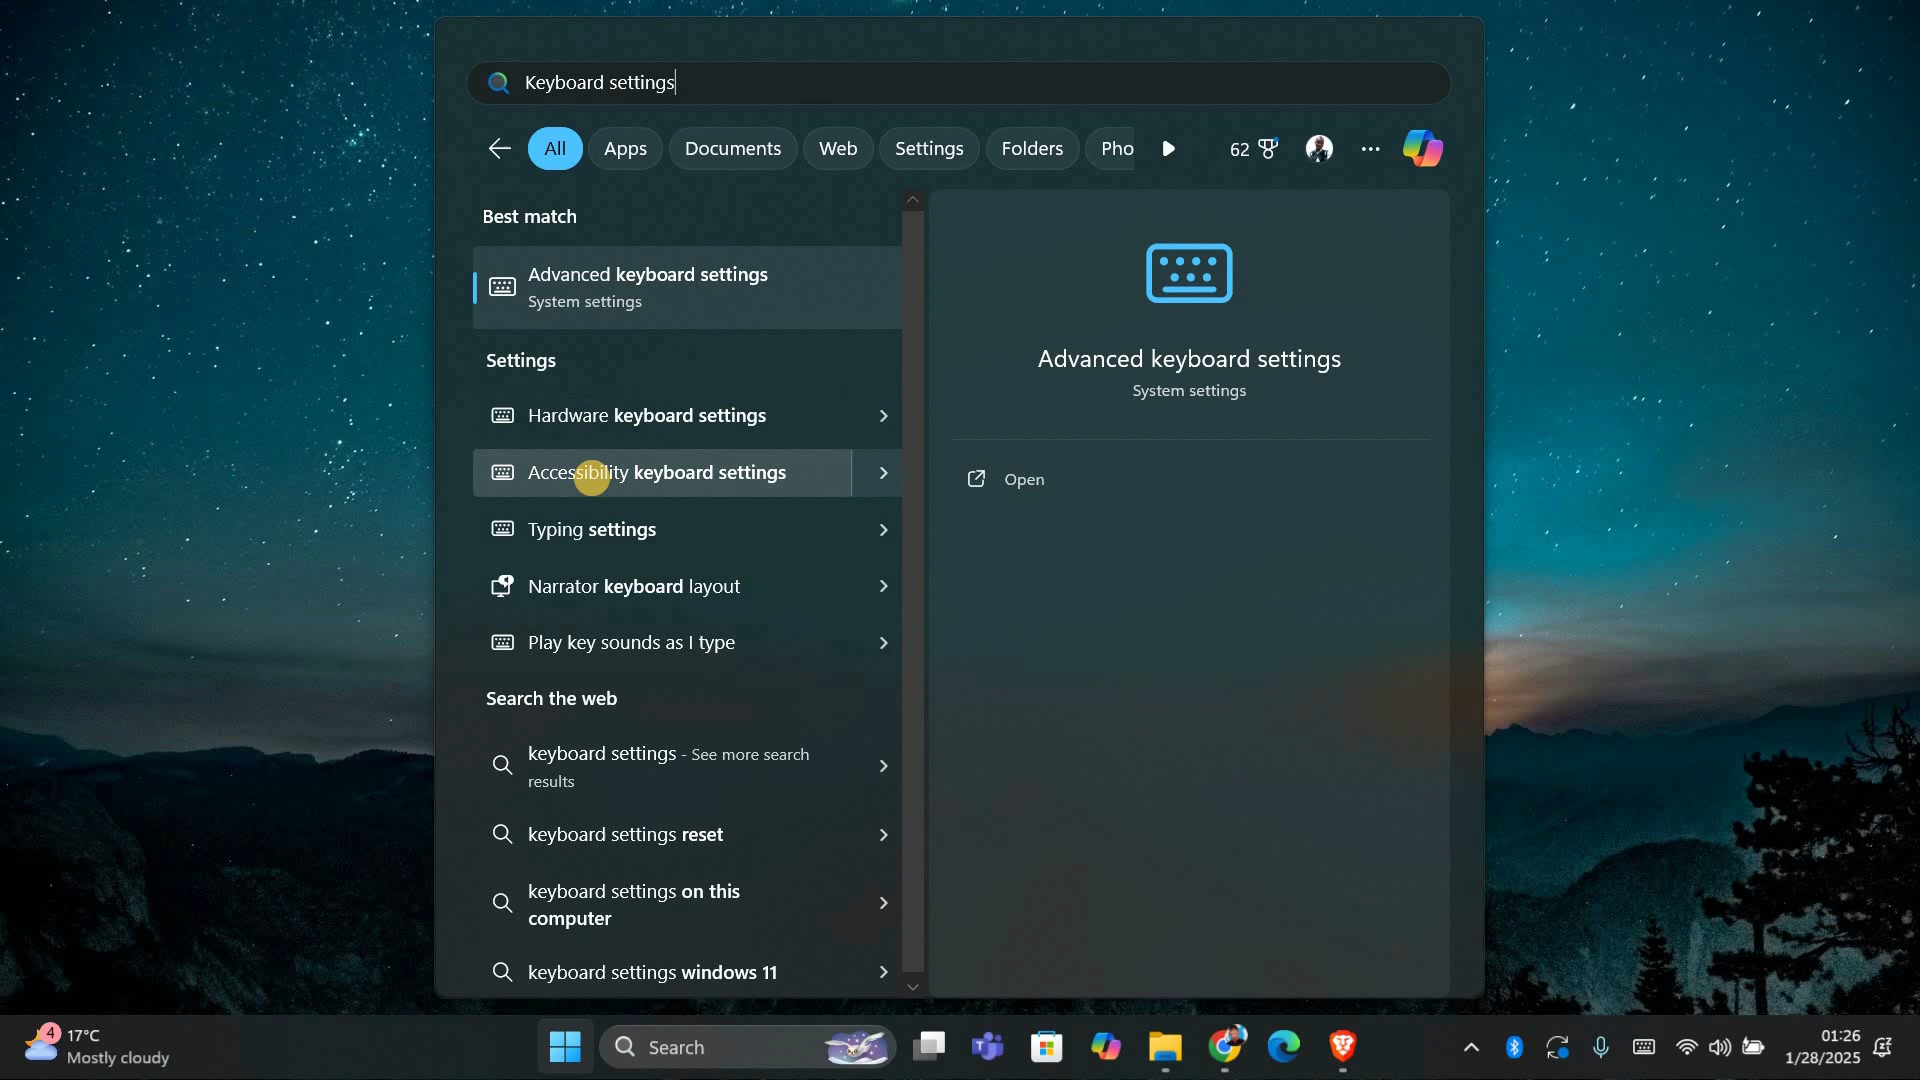 Keyboard settings
All
Apps
Documents
Web
Settings
Folders
Pho
62
Best match
Advanced keyboard settings
System settings
Settings
Hardware keyboard settings
Accessibility keyboard settings
Typing settings
Narrator keyboard layout
Play key sounds as I type
Search the web
keyboard settings - See more search
results
keyboard settings reset
keyboard settings on this
computer
keyboard settings windows 11
Advanced keyboard settings
System settings
Open
4
17°C
Mostly cloudy
Search
01:26
1/28/2025